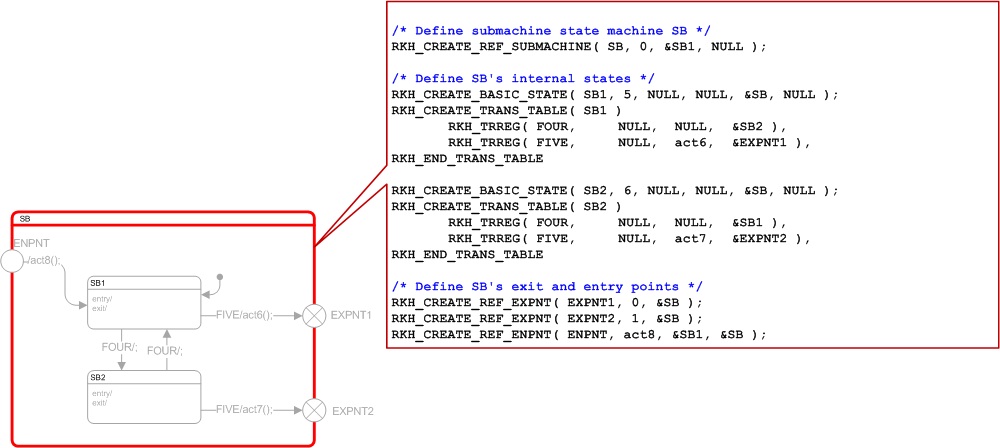 /* Define submachine state machine SB */
RKH_CREATE_REF_SUBMACHINE( SB, 0, &SB1, NULL );
/* Define SB's internal states */
RKH_CREATE_BASIC_STATE( SB1, 5, NULL, NULL, &SB, NULL );
RKH_CREATE_TRANS_TABLE( SB1 )
RKH_TRREG( FOUR, NULL, NULL, &SB2 ),
RKH_TRREG( FIVE, NULL, act6, &EXPNT1 ),
RKH_END_TRANS_TABLE
RKH_CREATE_BASIC_STATE( SB2, 6, NULL, NULL, &SB, NULL );
RKH_CREATE_TRANS_TABLE( SB2 )
RKH_TRREG( FOUR, NULL, NULL, &SB1 ),
RKH_TRREG( FIVE, NULL, act7, &EXPNT2 ),
RKH_END_TRANS_TABLE
/* Define SB's exit and entry points */
RKH_CREATE_REF_EXPNT( EXPNT1, 0, &SB );
RKH_CREATE_REF_EXPNT( EXPNT2, 1, &SB );
RKH_CREATE_REF_ENPNT( ENPNT, act8, &SB1, &SB );
SB
ENPNT
/act8();
SB1
entry/
exit/
FIVE/act6();
EXPNT1
FOUR/;
FOUR/;
SB2
entry/
exit/
FIVE/act7();
EXPNT2